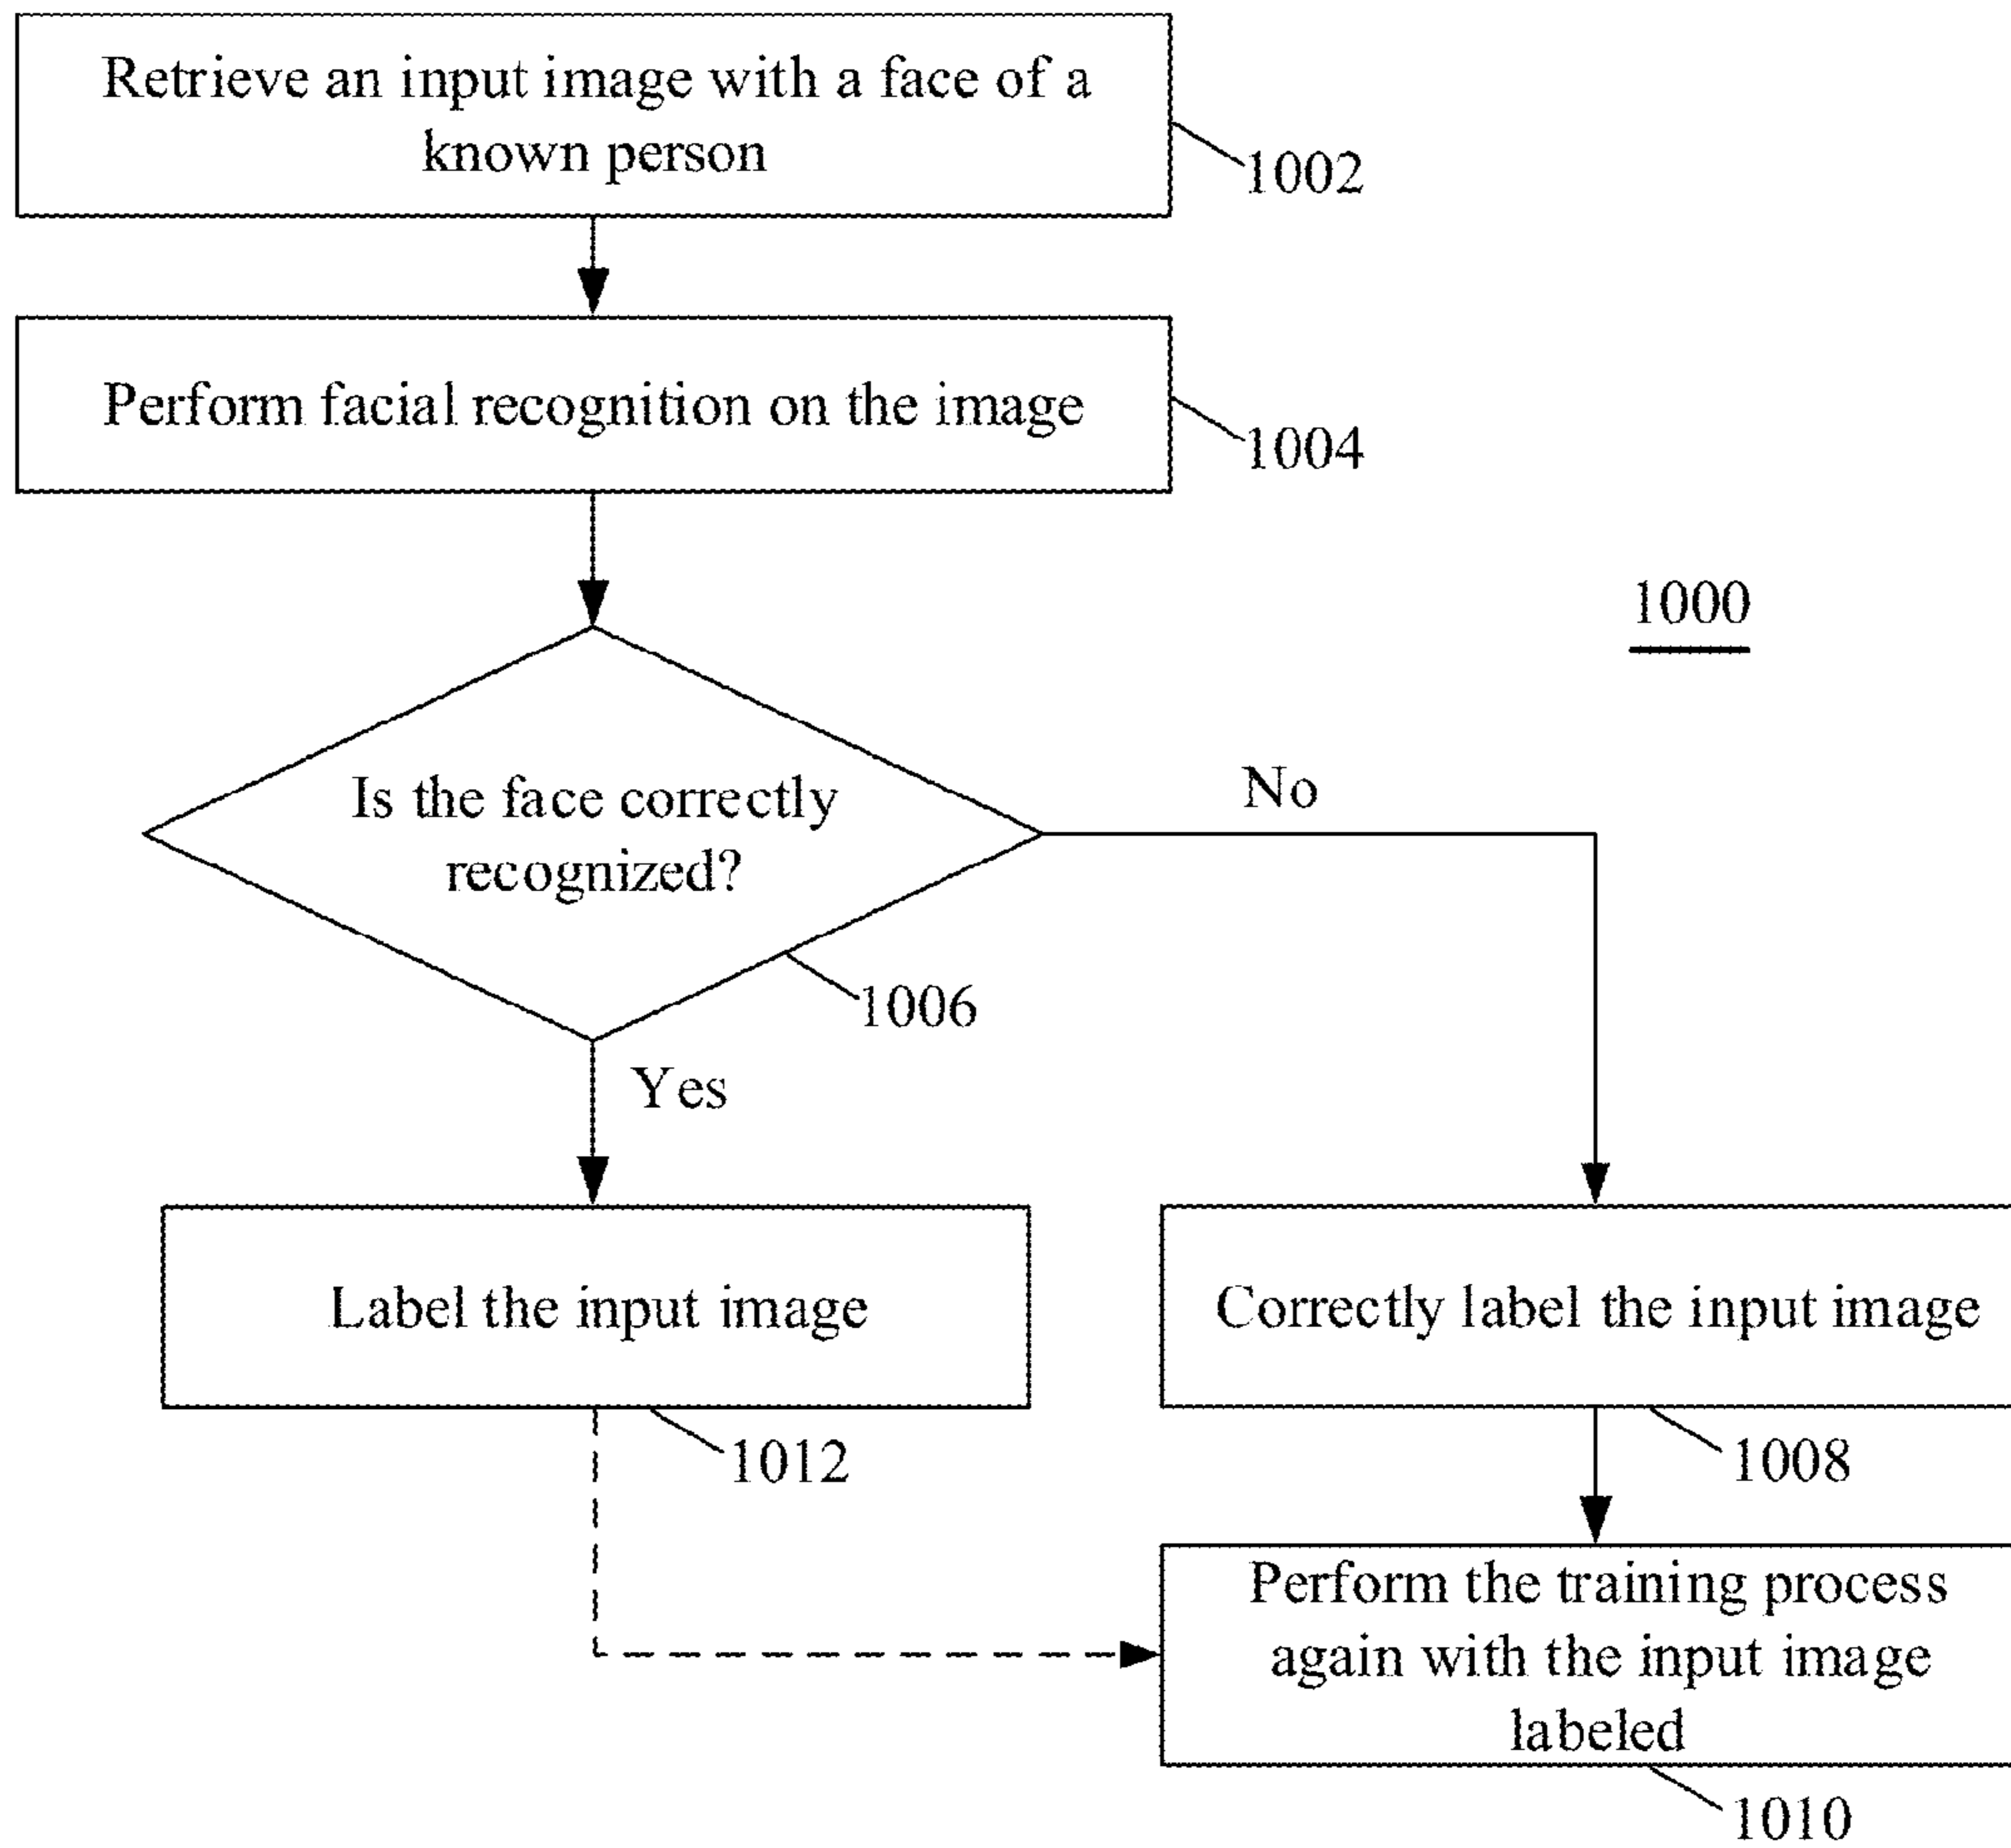 Retrieve an input image with a face of a
known person
1002
Perform facial recognition on the image
1004
1000
Is the face correctly
recognized?
No
1006
Yes
Label the input image
Correctly label the input image
1012
1008
Perform the training process
again with the input image
labeled
1010